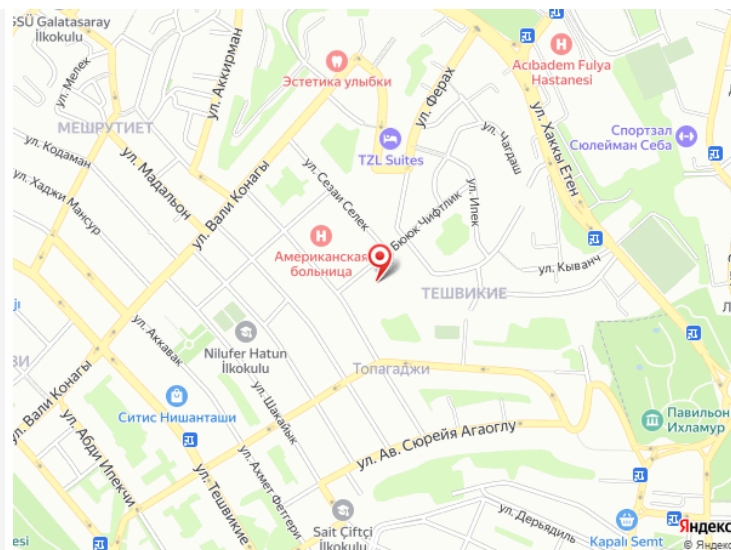 SÜ Galatasaray
İlkokulu
ул. Мелек
ул. Аккирман
Эстетика улыбки
Acıbadem Fulya
Hastanesi
ул. Ферах
МЕШРУТИЕТ
TZL Suites
ул. Чагдаш
ул. Хаккы Етен
Спортзал
Сюлейман Себа
ул. Кодаман
ул. Мадальон
ул. Вали Конагы
ул. Сезаи Селек
ул. Ипек
ул. Хаджи Мансур
Американская
больница
Бююк Чифтлик
ул. Кыванч
ТЕШВИКИЕ
ул. Аккавак
Nilufer Hatun
İlkokulu
Топагаджи
ул. Вали Конагы
Ситис Нишанташи
ул. Шакайык
Павильон
Ихламур
ул. Абди Ипекчи
ул. Тешвикие
ул. Ахмет Фетгери
ул. Ав. Сюрейя Агаоглу
Sait Çiftçi
İlkokulu
ул. Дерьядиль
Kapalı Semt
Яндекс
© Яндекс